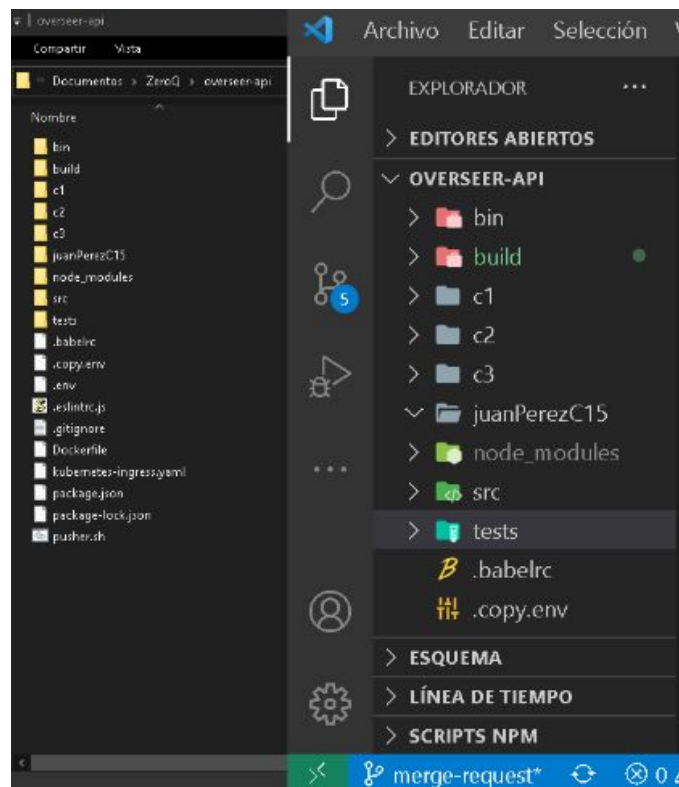 overseer-api
Compartir Vista
Documentos > ZeroQ > overseer-api
Nombre
bin
build
c1
c2
c3
juanPerezC15
node_modules
src
tests
.babelrc
.copy.env
.env
.eslintrc.js
.gitignore
Dockerfile
kubernetes-ingress.yaml
package.json
package-lock.json
pusher.sh
Archivo Editar Selección
EXPLORADOR ...
> EDITORES ABIERTOS
OVERSEER-API
> bin
> build
> c1
> c2
> c3
juanPerezC15
> node_modules
> src
> tests
.babelrc
.copy.env
5
> ESQUEMA
> LÍNEA DE TIEMPO
> SCRIPTS NPM
merge-request* 0